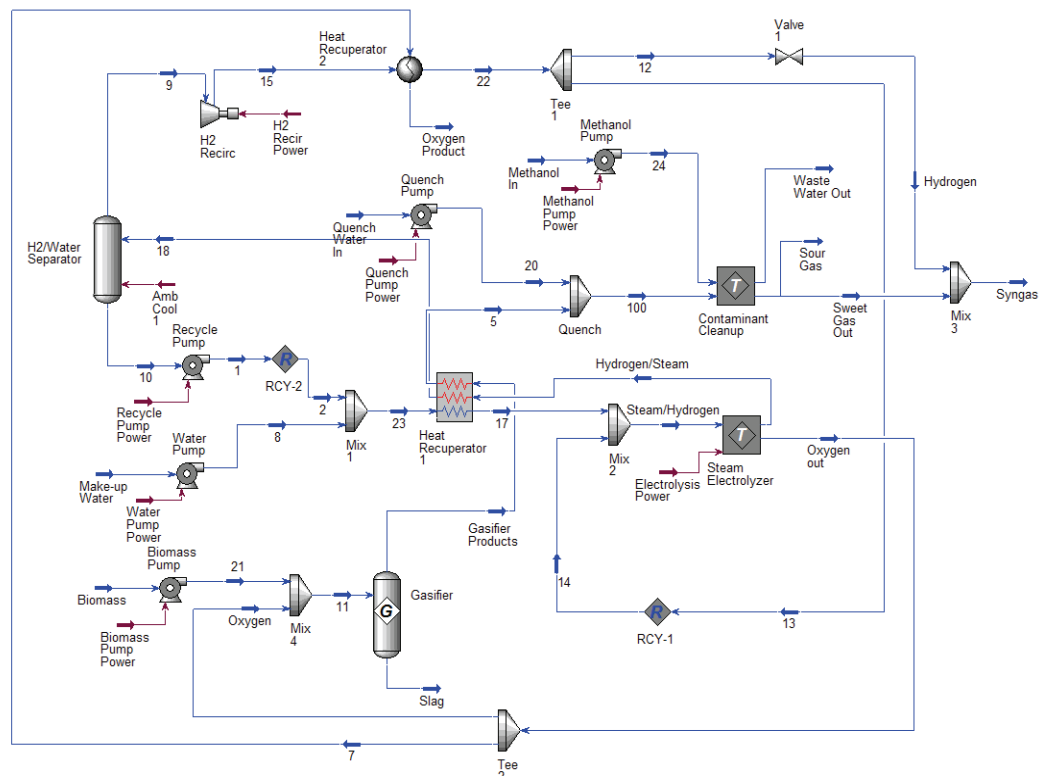 Valve
1
Heat
Recuperator
2
9
15
22
12
Tee
1
H2
Recirc
H2
Recir
Power
Oxygen
Product
Methanol
Pump
24
Methanol
In
Methanol
Pump
Power
Waste
Water Out
Hydrogen
Quench
Pump
Quench
Water
In
Quench
Pump
Power
H2/Water
Separator
18
Amb
Cool
1
20
Sour
Gas
5
Quench
100
Contaminant
Cleanup
Sweet
Gas
Out
Mix
3
Syngas
Recycle
Pump
10
1
RCY-2
2
Recycle
Pump
Power
Mix
1
23
Heat
Recuperator
1
17
Hydrogen/Steam
Steam/Hydrogen
Mix
2
Electrolysis
Power
Steam
Electrolyzer
Oxygen
out
Water
Pump
8
Make-up
Water
Water
Pump
Power
Gasifier
Products
Biomass
Pump
21
Biomass
Biomass
Pump
Power
Oxygen
Mix
4
11
Gasifier
G
T
T
R
R
14
RCY-1
13
Slag
7
Tee